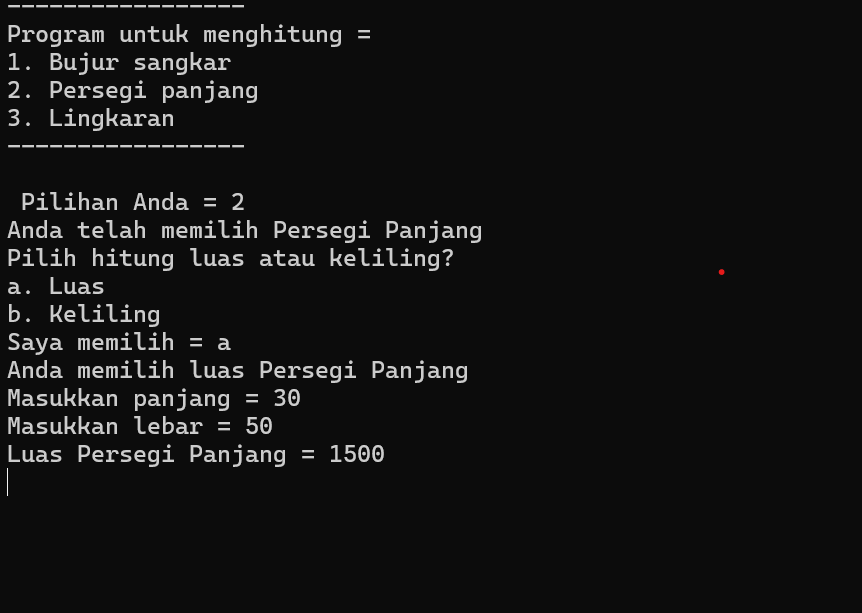 -----------------
Program untuk menghitung =
1. Bujur sangkar
2. Persegi panjang
3. Lingkaran
-----------------
Pilihan Anda = 2
Anda telah memilih Persegi Panjang
Pilih hitung luas atau keliling?
a. Luas
b. Keliling
Saya memilih = a
Anda memilih luas Persegi Panjang
Masukkan panjang = 30
Masukkan lebar = 50
Luas Persegi Panjang = 1500